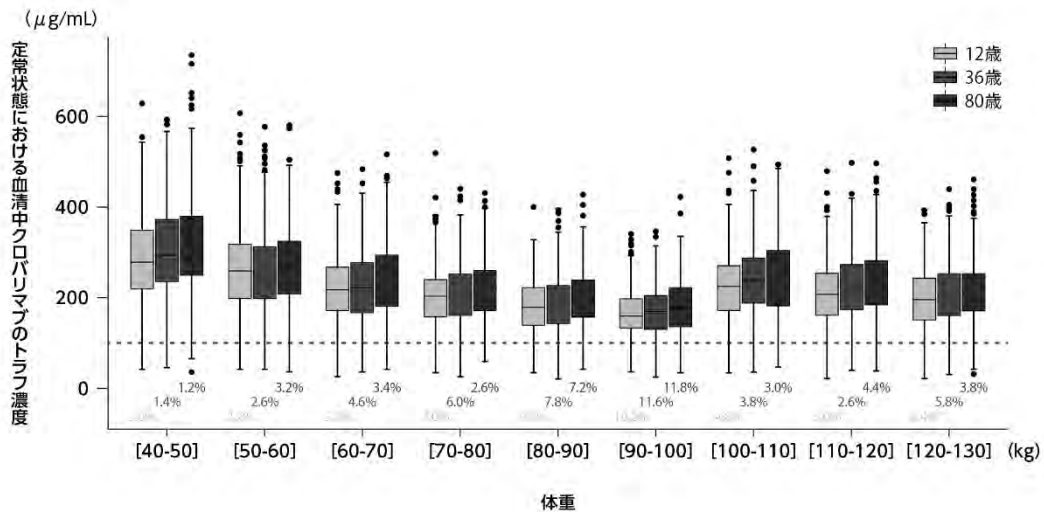 (μg/mL)
定常状態における血清中クロバリマブのトラフ濃度
600
400
200
0
12歳
36歳
80歳
1.2% 3.2% 3.4% 2.6% 7.2% 11.8% 3.0% 4.4% 3.8%
1.4% 2.6% 4.6% 6.0% 7.8% 11.6% 3.8% 2.6% 5.8%
[40-50] [50-60] [60-70] [70-80] [80-90] [90-100] [100-110] [110-120] [120-130] (kg)
体重